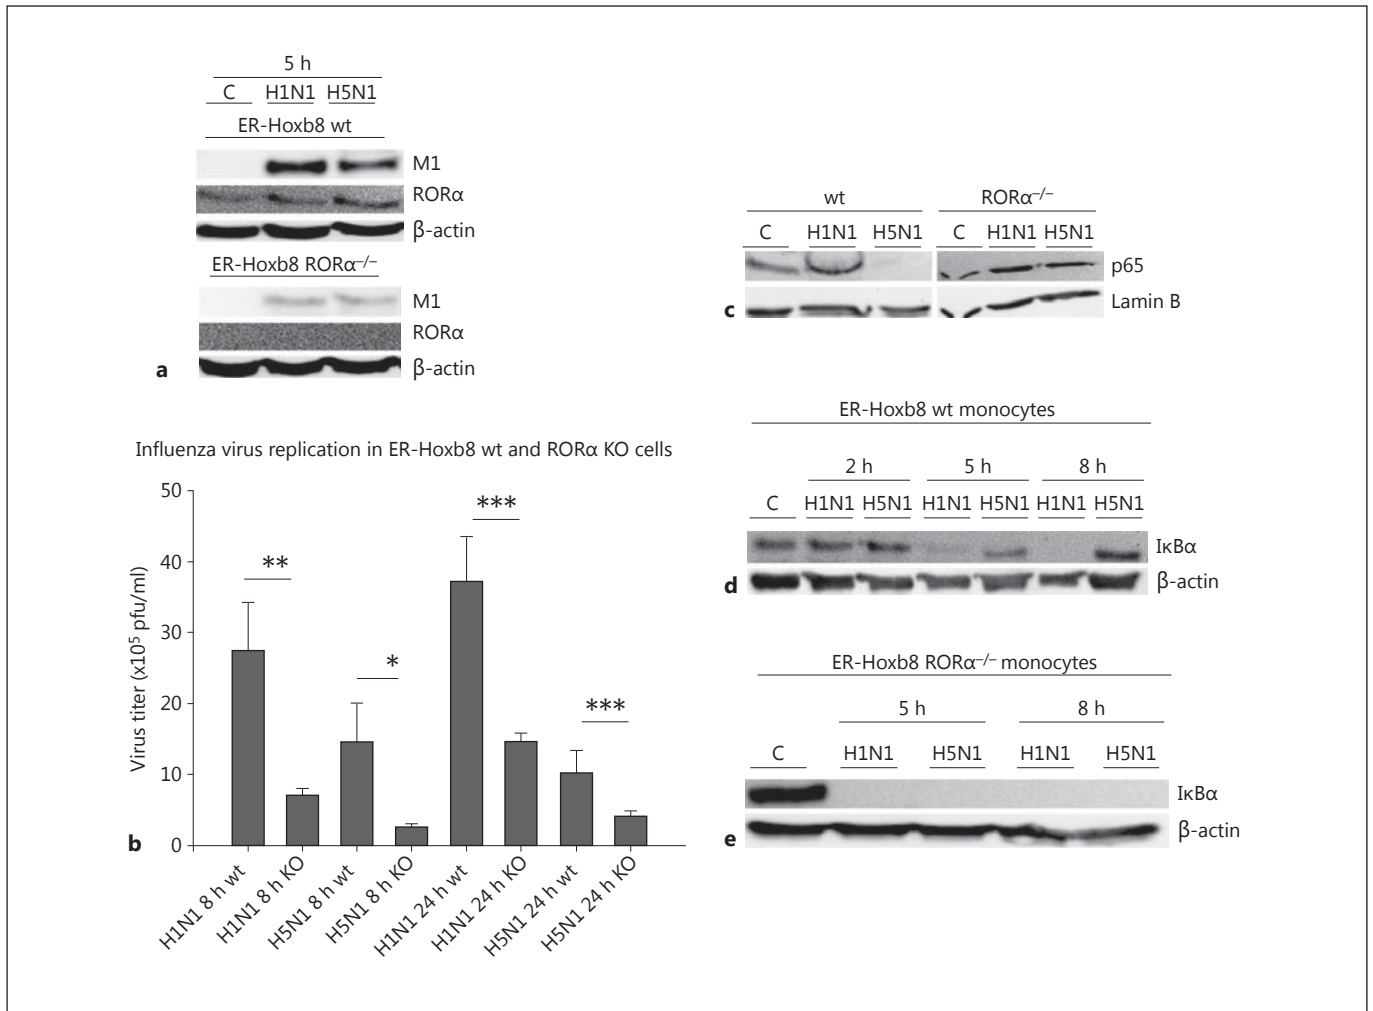 5 h
C H1N1 H5N1
ER-Hoxb8 wt
M1
RORα
β-actin
ER-Hoxb8 RORα–/–
M1
RORα
β-actin
a
Influenza virus replication in ER-Hoxb8 wt and RORα KO cells
Virus titer (x10⁵ pfu/ml)
50
40
30
20
10
0
**
*
***
***
H1N1 8 h wt
H1N1 8 h KO
H5N1 8 h wt
H5N1 8 h KO
H1N1 24 h wt
H1N1 24 h KO
H5N1 24 h wt
H5N1 24 h KO
b
wt RORα–/–
C H1N1 H5N1 C H1N1 H5N1
p65
Lamin B
c
ER-Hoxb8 wt monocytes
2 h 5 h 8 h
C H1N1 H5N1 H1N1 H5N1 H1N1 H5N1
IκBα
β-actin
d
ER-Hoxb8 RORα–/– monocytes
5 h 8 h
C H1N1 H5N1 H1N1 H5N1
IκBα
β-actin
e